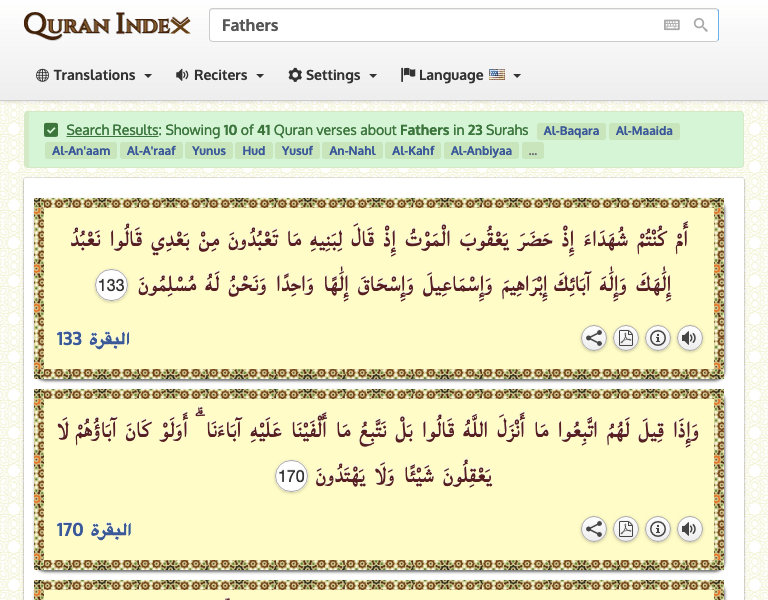 QURAN INDEX
Fathers
Translations Reciters Settings Language
Search Results: Showing 10 of 41 Quran verses about Fathers in 23 Surahs Al-Baqara Al-Maaida
Al-An'aam Al-A'raaf Yunus Hud Yusuf An-Nahl Al-Kahf Al-Anbiyaa ...
أَمْ كُنْتُمْ شُهَدَاءَ إِذْ حَضَرَ يَعْقُوبَ الْمَوْتُ إِذْ قَالَ لِبَنِيهِ مَا تَعْبُدُونَ مِنْ بَعْدِي قَالُوا نَعْبُدُ
إِلَٰهَكَ وَإِلَٰهَ آبَائِكَ إِبْرَاهِيمَ وَإِسْمَاعِيلَ وَإِسْحَاقَ إِلَٰهًا وَاحِدًا وَنَحْنُ لَهُ مُسْلِمُونَ 133
البقرة 133
وَإِذَا قِيلَ لَهُمُ اتَّبِعُوا مَا أَنْزَلَ اللَّهُ قَالُوا بَلْ نَتَّبِعُ مَا أَلْفَيْنَا عَلَيْهِ آبَاءَنَا ۗ أَوَلَوْ كَانَ آبَاؤُهُمْ لَا
يَعْقِلُونَ شَيْئًا وَلَا يَهْتَدُونَ 170
البقرة 170